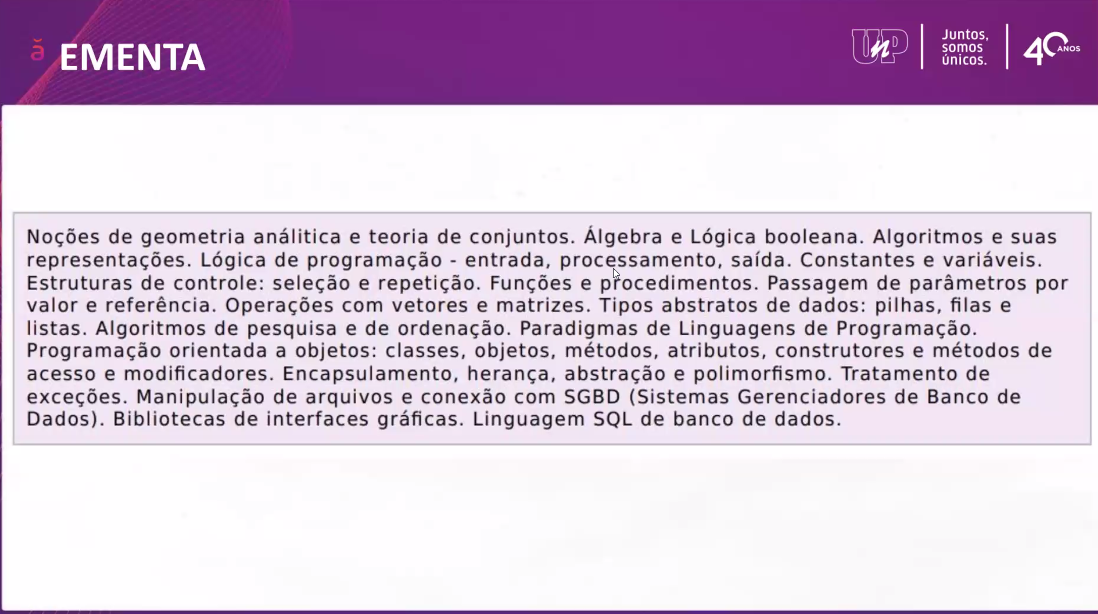 ă EMENTA
UnP
Juntos,
somos
únicos.
40 ANOS
Noções de geometria análitica e teoria de conjuntos. Álgebra e Lógica booleana. Algoritmos e suas
representações. Lógica de programação - entrada, processamento, saída. Constantes e variáveis.
Estruturas de controle: seleção e repetição. Funções e procedimentos. Passagem de parâmetros por
valor e referência. Operações com vetores e matrizes. Tipos abstratos de dados: pilhas, filas e
listas. Algoritmos de pesquisa e de ordenação. Paradigmas de Linguagens de Programação.
Programação orientada a objetos: classes, objetos, métodos, atributos, construtores e métodos de
acesso e modificadores. Encapsulamento, herança, abstração e polimorfismo. Tratamento de
exceções. Manipulação de arquivos e conexão com SGBD (Sistemas Gerenciadores de Banco de
Dados). Bibliotecas de interfaces gráficas. Linguagem SQL de banco de dados.